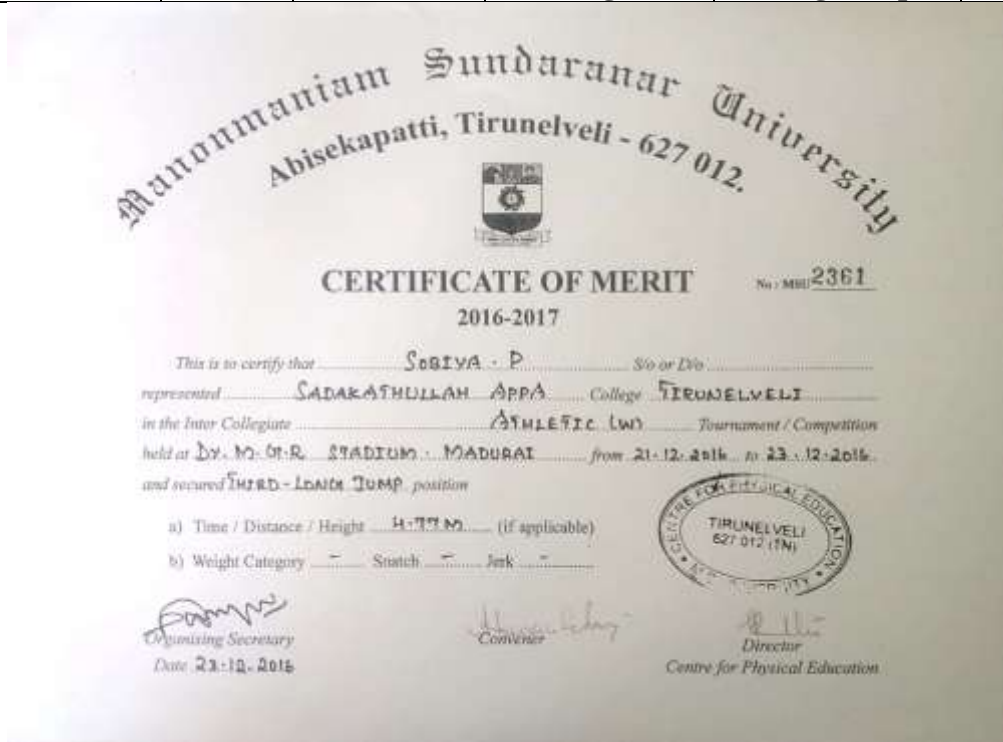 Manonmaniam Sundaranar University
Abisekapatti, Tirunelveli - 627 012.
CERTIFICATE OF MERIT
No : MSU 2361
2016-2017
This is to certify that SOBIYA . P S/o or D/o
represented SADAKATHULLAH APPA College TIRUNELVELI
in the Inter Collegiate ATHLETIC (W) Tournament / Competition
held at Dr. M.G.R STADIUM . MADURAI from 21-12-2016 to 23.12-2016
and secured THIRD-LONG JUMP position
a) Time / Distance / Height 4.77 M (if applicable)
b) Weight Category - Snatch - Jerk -
CENTRE FOR PHYSICAL EDUCATION
TIRUNELVELI
627 012 (TN)
Organising Secretary
Convener
Director
Date 23-12-2016
Centre for Physical Education